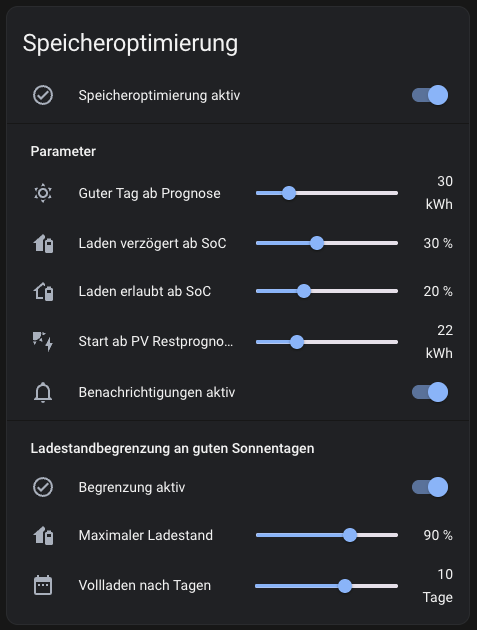 Speicheroptimierung
Speicheroptimierung aktiv
Parameter
Guter Tag ab Prognose
30
kWh
Laden verzögert ab SoC
30 %
Laden erlaubt ab SoC
20 %
Start ab PV Restprogno...
22
kWh
Benachrichtigungen aktiv
Ladestandbegrenzung an guten Sonnentagen
Begrenzung aktiv
Maximaler Ladestand
90 %
Vollladen nach Tagen
10
Tage